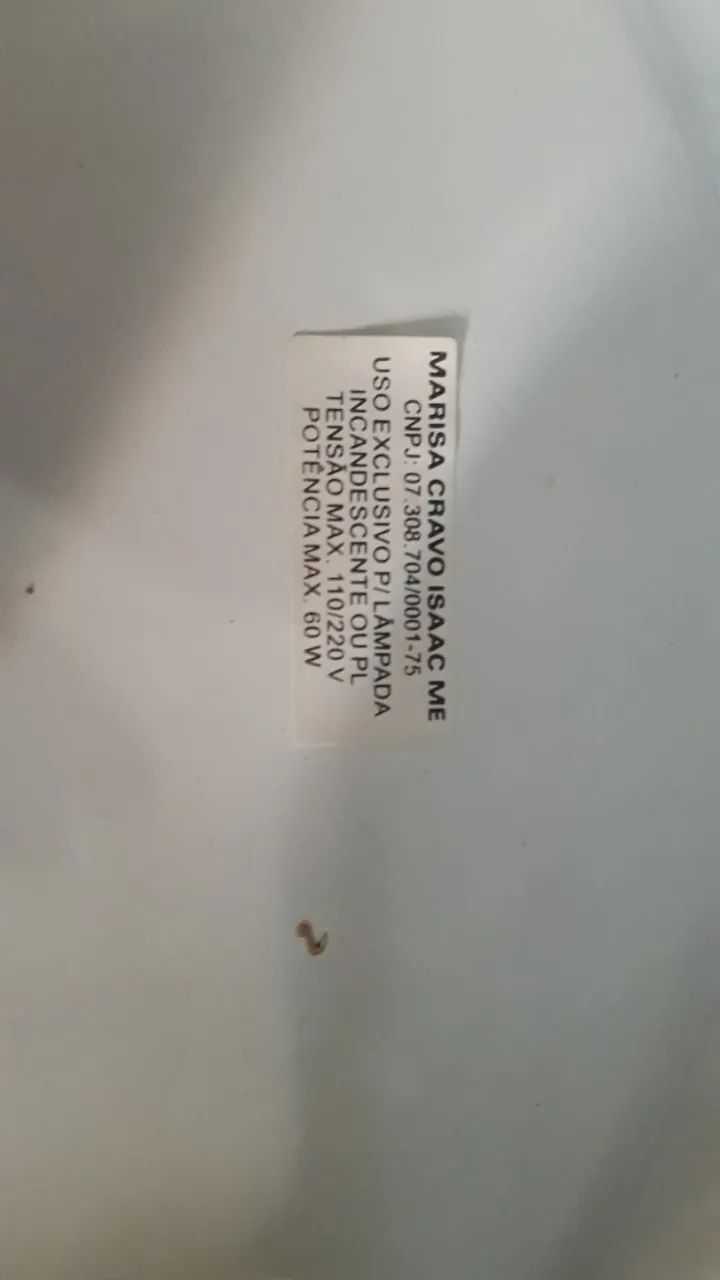 MARISA CRAVO ISAAC ME
CNPJ: 07.308.704/0001-75
USO EXCLUSIVO P/ LÂMPADA
INCANDESCENTE OU PL
TENSÃO MAX. 110/220 V
POTÊNCIA MAX. 60 W